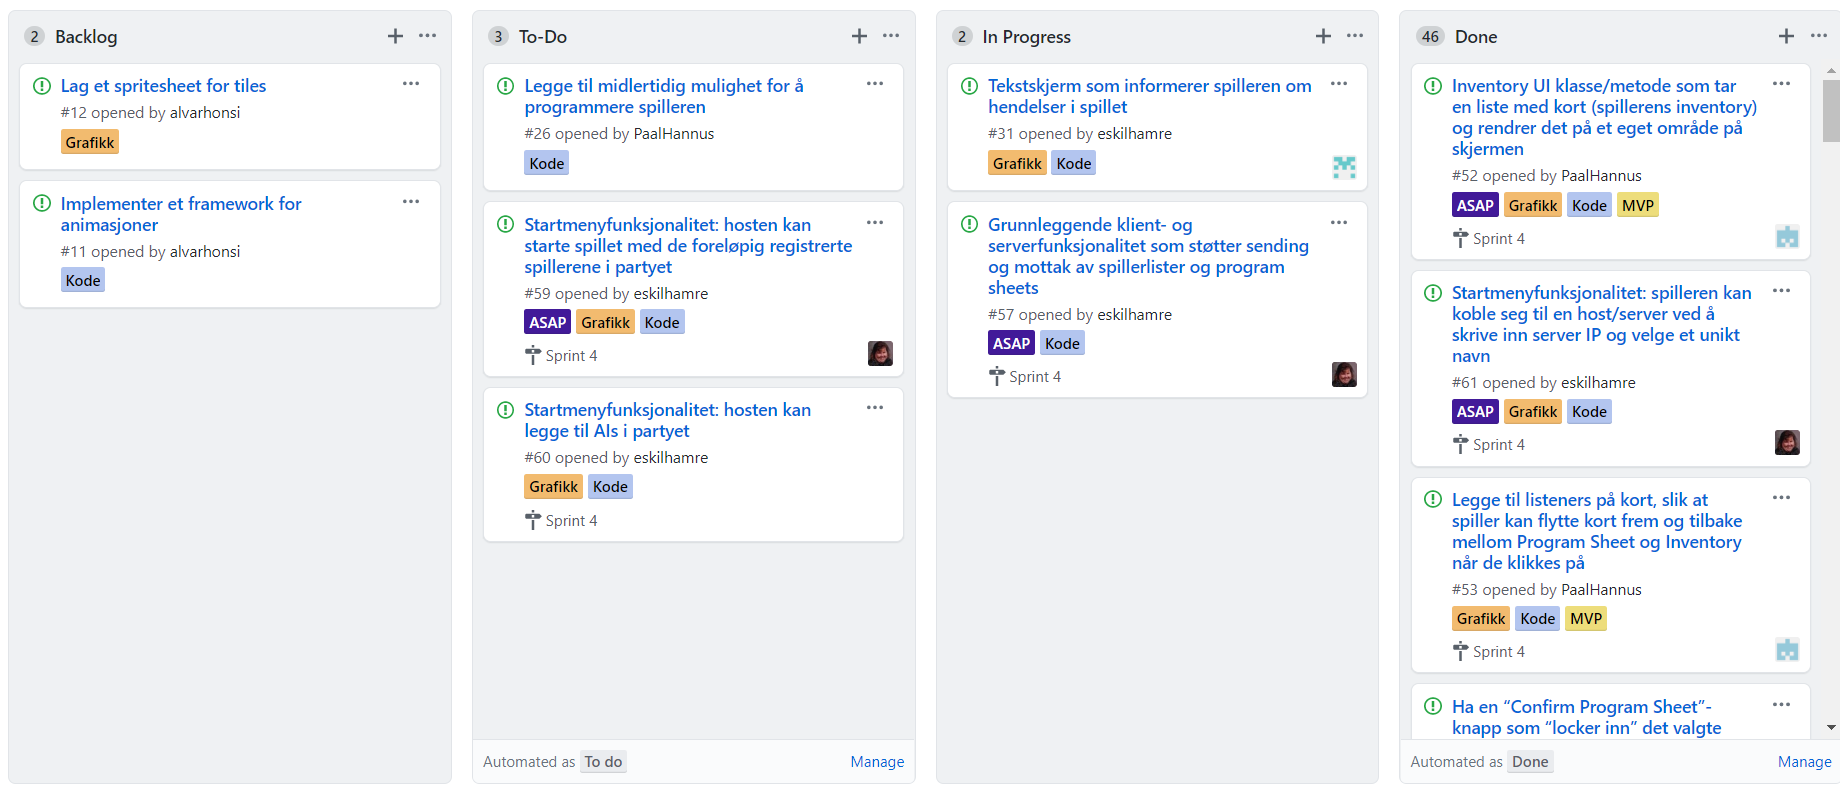 2 Backlog
Lag et spritesheet for tiles
#12 opened by alvarhonsi
Grafikk
Implementer et framework for
animasjoner
#11 opened by alvarhonsi
Kode
3 To-Do
Legge til midlertidig mulighet for å
programmere spilleren
#26 opened by PaalHannus
Kode
Startmenyfunksjonalitet: hosten kan
starte spillet med de foreløpig registrerte
spillerene i partyet
#59 opened by eskilhamre
ASAP Grafikk Kode
Sprint 4
Startmenyfunksjonalitet: hosten kan
legge til AIs i partyet
#60 opened by eskilhamre
Grafikk Kode
Sprint 4
Automated as To do Manage
2 In Progress
Tekstskjerm som informerer spilleren om
hendelser i spillet
#31 opened by eskilhamre
Grafikk Kode
Grunnleggende klient- og
serverfunksjonalitet som støtter sending
og mottak av spillerlister og program
sheets
#57 opened by eskilhamre
ASAP Kode
Sprint 4
46 Done
Inventory UI klasse/metode som tar
en liste med kort (spillerens inventory)
og rendrer det på et eget område på
skjermen
#52 opened by PaalHannus
ASAP Grafikk Kode MVP
Sprint 4
Startmenyfunksjonalitet: spilleren kan
koble seg til en host/server ved å
skrive inn server IP og velge et unikt
navn
#61 opened by eskilhamre
ASAP Grafikk Kode
Sprint 4
Legge til listeners på kort, slik at
spiller kan flytte kort frem og tilbake
mellom Program Sheet og Inventory
når de klikkes på
#53 opened by PaalHannus
Grafikk Kode MVP
Sprint 4
Ha en “Confirm Program Sheet”-
knapp som “locker inn” det valgte
Automated as Done Manage